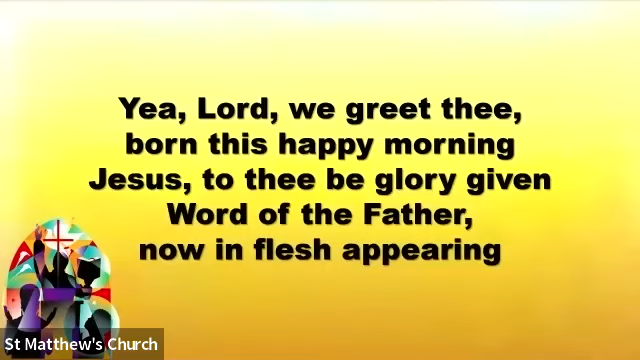 Yea, Lord, we greet thee,
born this happy morning
Jesus, to thee be glory given
Word of the Father,
now in flesh appearing
St Matthew's Church